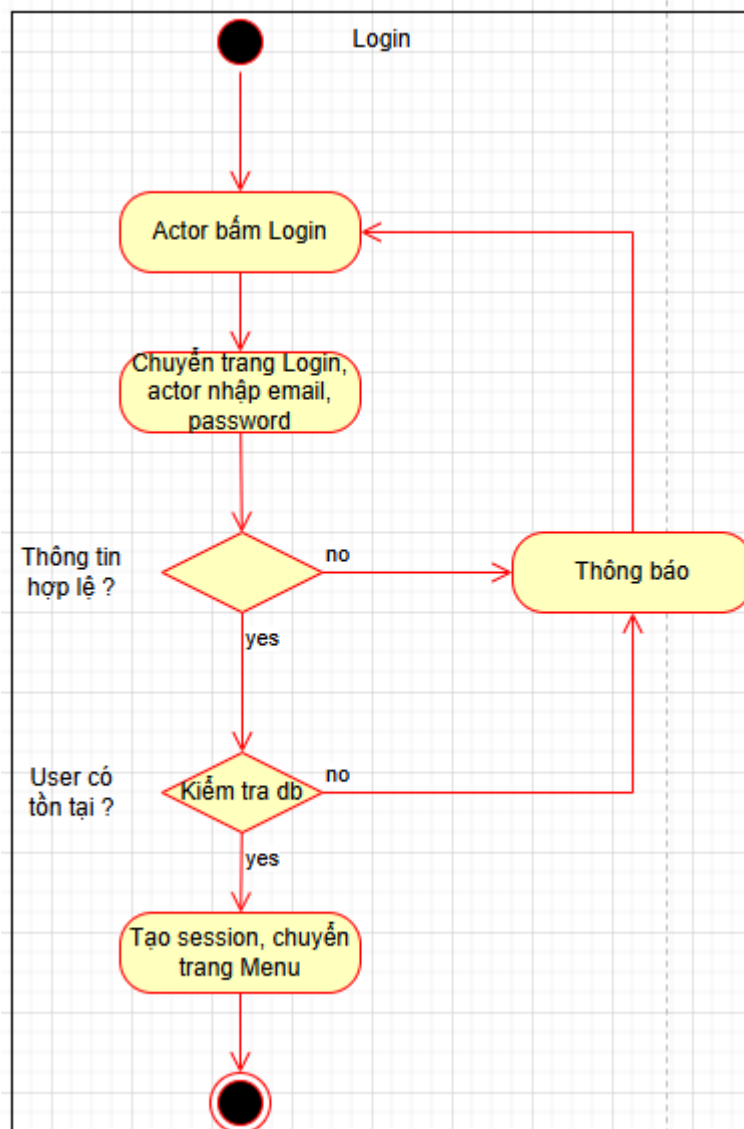 Login
Actor bấm Login
Chuyển trang Login,
actor nhập email,
password
Thông tin
hợp lệ ?
no
Thông báo
yes
User có
tồn tại ?
Kiểm tra db
no
yes
Tạo session, chuyển
trang Menu